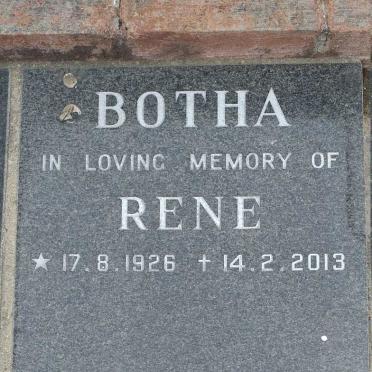 BOTHA
IN LOVING MEMORY OF
RENE
★ 17.8.1926 ✝ 14.2.2013